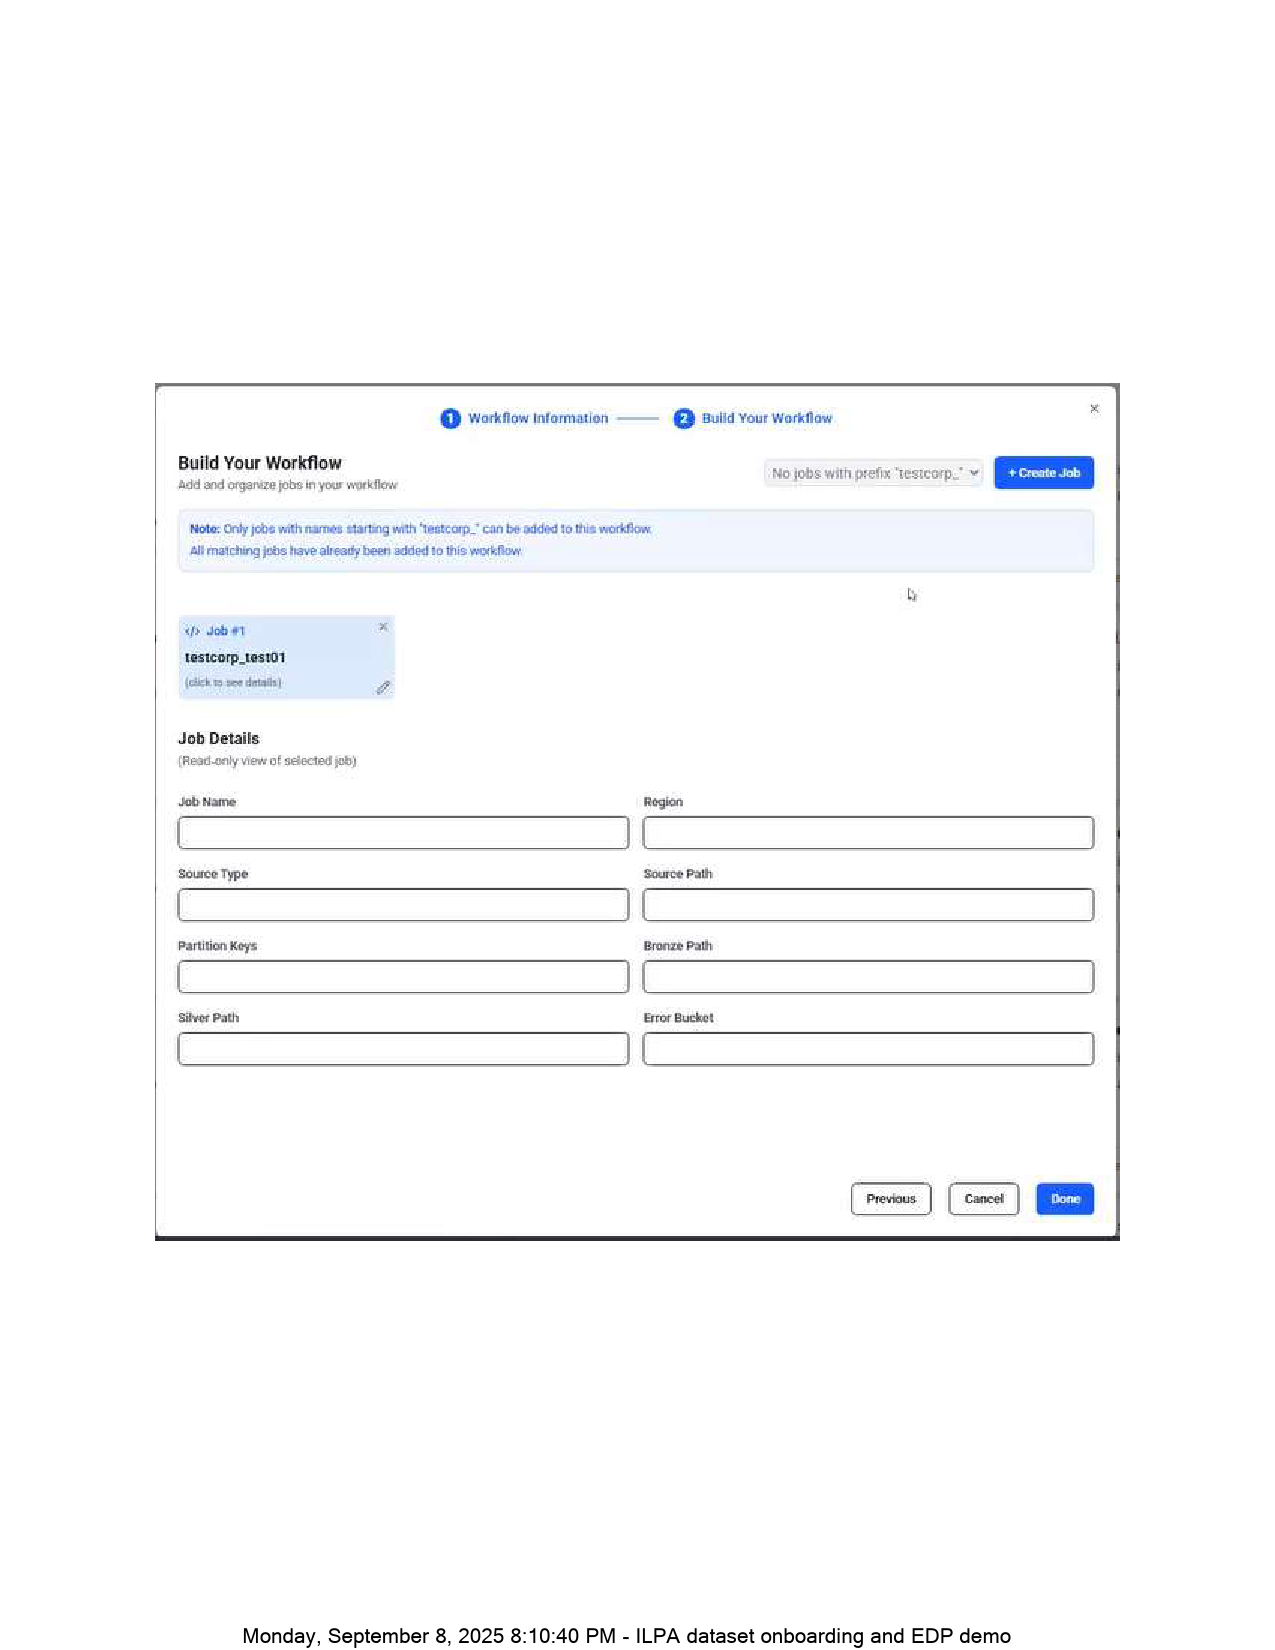 1 Workflow Information 2 Build Your Workflow
Build Your Workflow
Add and organize jobs in your workflow
No jobs with prefix "testcorp_"
+ Create Job
Note: Only jobs with names starting with "testcorp_" can be added to this workflow.
All matching jobs have already been added to this workflow.
</> Job #1
testcorp_test01
(click to see details)
Job Details
(Read-only view of selected job)
Job Name Region
Source Type Source Path
Partition Keys Bronze Path
Silver Path Error Bucket
Previous Cancel Done
Monday, September 8, 2025 8:10:40 PM - ILPA dataset onboarding and EDP demo